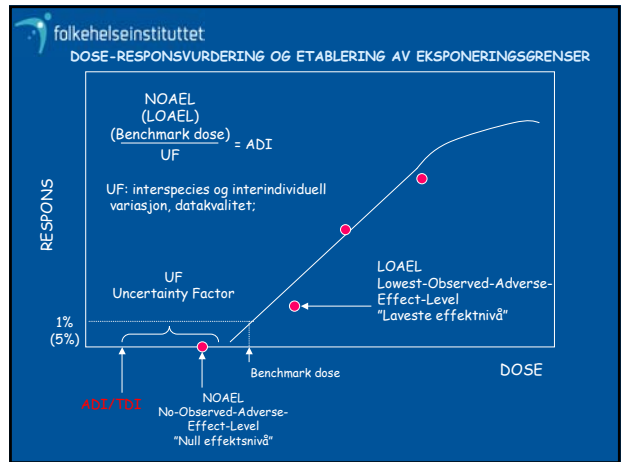 folkehelseinstituttet
DOSE-RESPONSVURDERING OG ETABLERING AV EKSPONERINGSGRENSER
NOAEL
(LOAEL)
(Benchmark dose)
UF
= ADI
UF: interspecies og interindividuell
variasjon, datakvalitet;
RESPONS
UF
Uncertainty Factor
LOAEL
Lowest-Observed-Adverse-
Effect-Level
"Laveste effektnivå"
1%
(5%)
Benchmark dose
DOSE
ADI/TDI
NOAEL
No-Observed-Adverse-
Effect-Level
"Null effektsnivå"